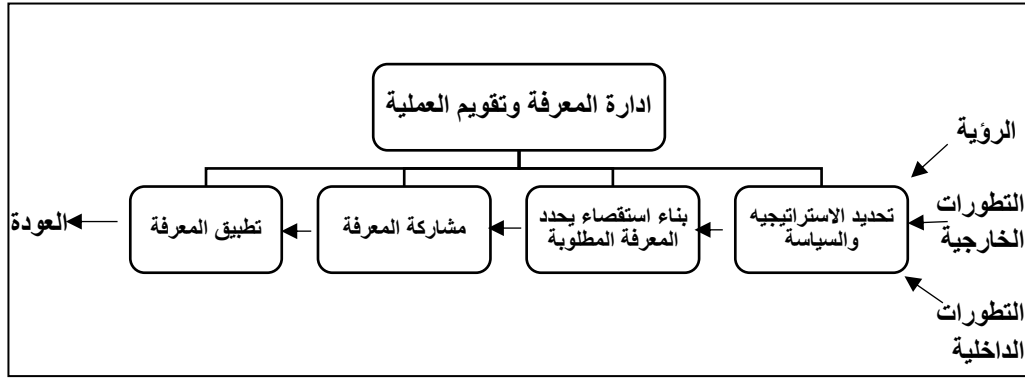 ادارة المعرفة وتقويم العملية
الرؤية
التطورات
الخارجية
التطورات
الداخلية
تحديد الاستراتيجيه
والسياسة
بناء استقصاء يحدد
المعرفة المطلوبة
مشاركة المعرفة
تطبيق المعرفة
العودة